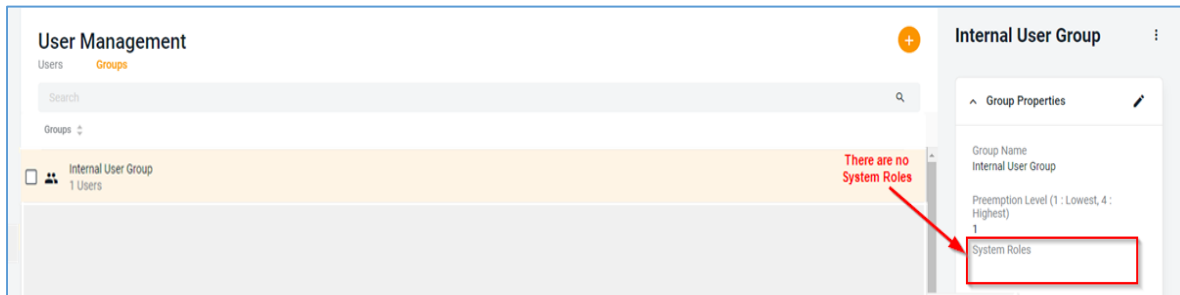 User Management
Users Groups
Search
Groups
Internal User Group
1 Users
There are no
System Roles
Internal User Group
Group Properties
Group Name
Internal User Group
Preemption Level (1 : Lowest, 4 :
Highest)
1
System Roles